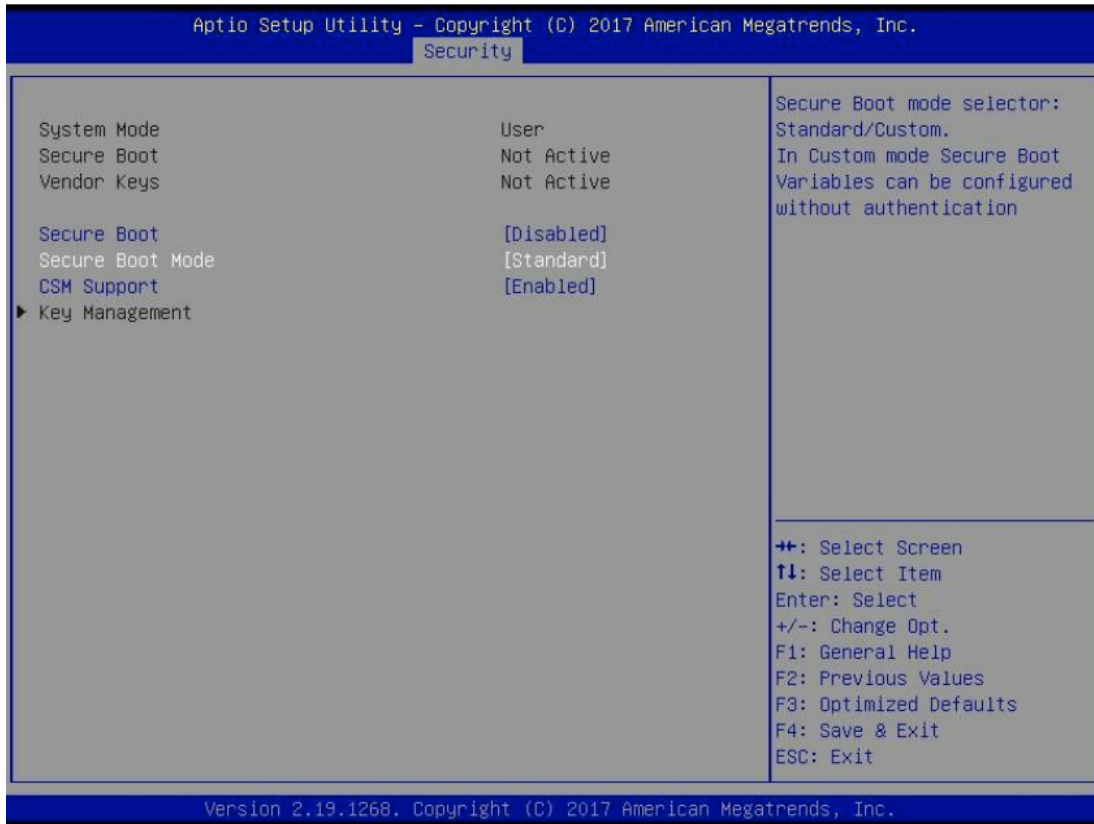 Aptio Setup Utility – Copyright (C) 2017 American Megatrends, Inc.
Security
System Mode User
Secure Boot Not Active
Vendor Keys Not Active
Secure Boot [Disabled]
Secure Boot Mode [Standard]
CSM Support [Enabled]
▶ Key Management
Secure Boot mode selector:
Standard/Custom.
In Custom mode Secure Boot
Variables can be configured
without authentication
→←: Select Screen
↑↓: Select Item
Enter: Select
+/-: Change Opt.
F1: General Help
F2: Previous Values
F3: Optimized Defaults
F4: Save & Exit
ESC: Exit
Version 2.19.1268. Copyright (C) 2017 American Megatrends, Inc.